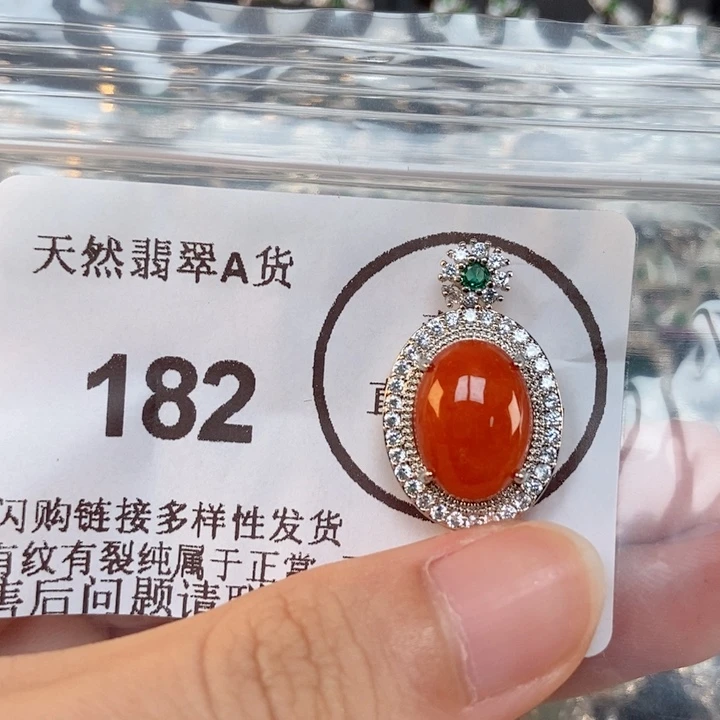 天然翡翠A货
182
闪购链接多样性发货
有纹有裂纯属于正常
售后问题请联